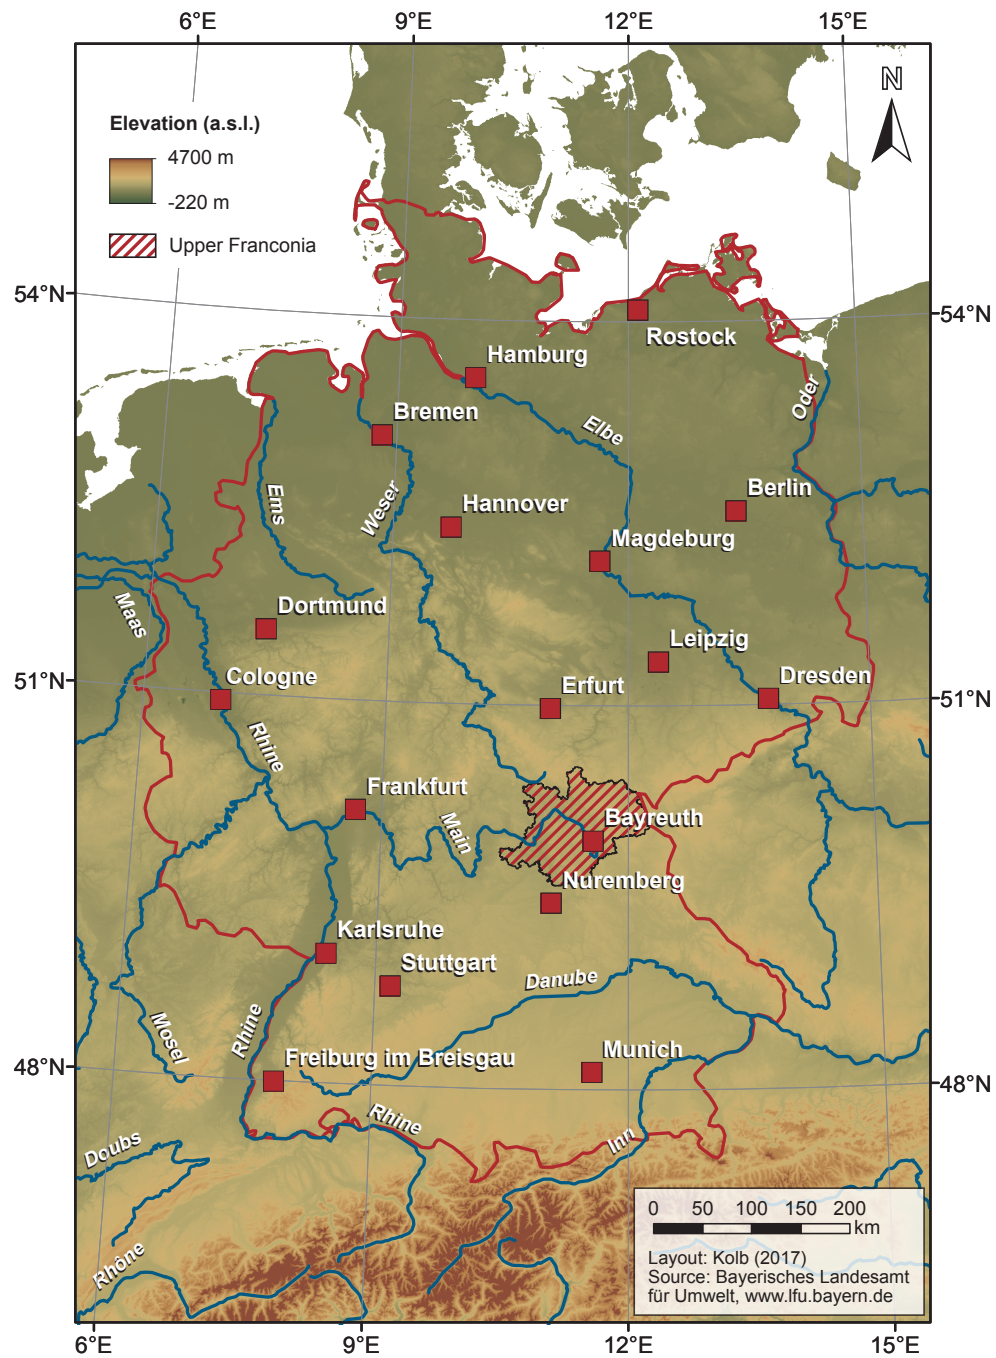 6°E 9°E 12°E 15°E
N
Elevation (a.s.l.)
4700 m
-220 m
Upper Franconia
54°N 54°N
Rostock
Hamburg
Oder
Bremen
Elbe
Berlin
Ems
Weser
Hannover
Magdeburg
Maas
Dortmund
Leipzig
51°N 51°N
Cologne
Erfurt
Dresden
Rhine
Frankfurt
Main
Bayreuth
Nuremberg
Karlsruhe
Stuttgart
Danube
Mosel
Rhine
Freiburg im Breisgau
Munich
48°N 48°N
Rhine
Doubs
Inn
Rhône
0 50 100 150 200
km
Layout: Kolb (2017)
Source: Bayerisches Landesamt
für Umwelt, www.lfu.bayern.de
6°E 9°E 12°E 15°E